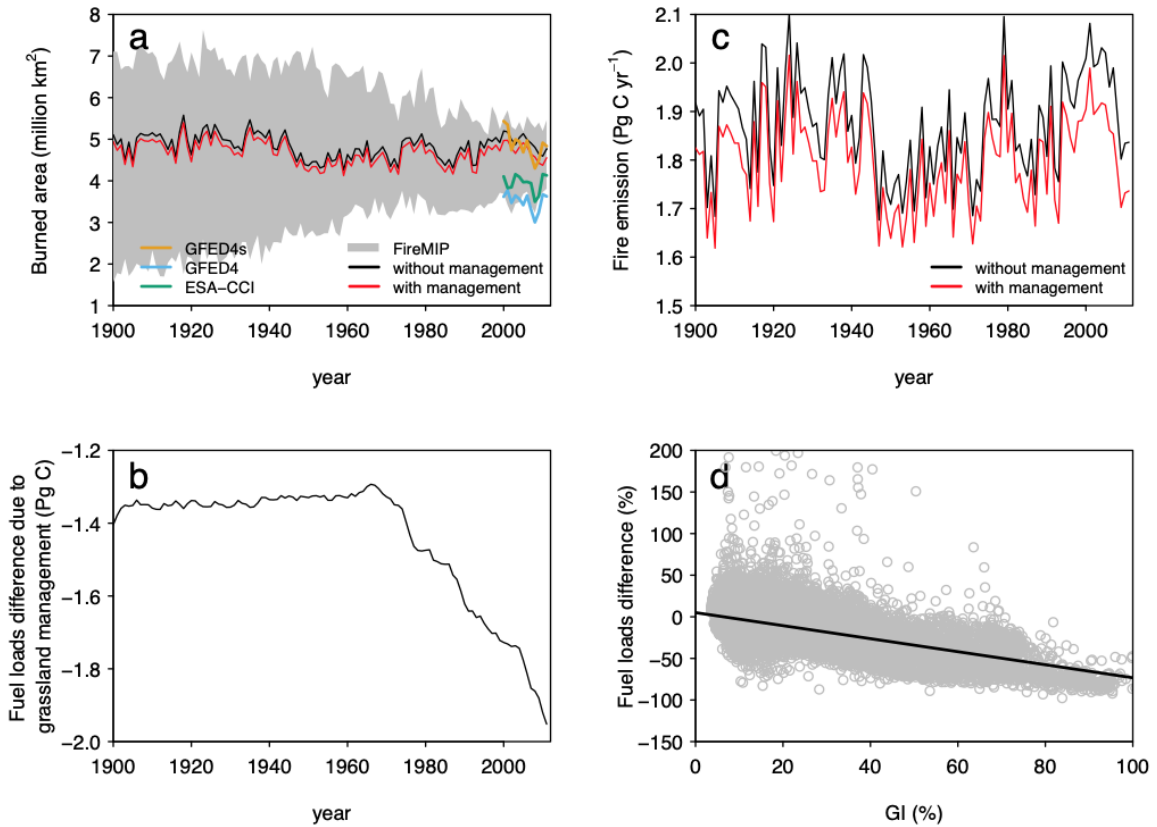 a
Burned area (million km²)
8
7
6
5
4
3
2
1
GFED4s
GFED4
ESA−CCI
FireMIP
without management
with management
1900 1920 1940 1960 1980 2000
year
c
Fire emission (Pg C yr⁻¹)
2.1
2.0
1.9
1.8
1.7
1.6
1.5
without management
with management
1900 1920 1940 1960 1980 2000
year
b
Fuel loads difference due to
grassland management (Pg C)
−1.2
−1.4
−1.6
−1.8
−2.0
1900 1920 1940 1960 1980 2000
year
d
Fuel loads difference (%)
200
150
100
50
0
−50
−100
−150
0 20 40 60 80 100
GI (%)